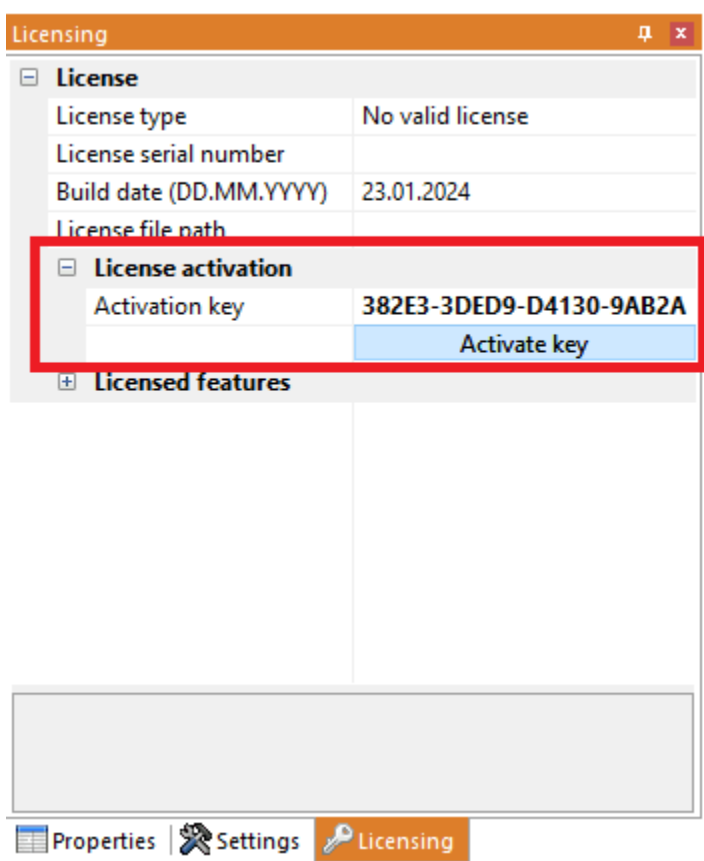 Licensing
License
License type No valid license
License serial number
Build date (DD.MM.YYYY) 23.01.2024
License file path
License activation
Activation key 382E3-3DED9-D4130-9AB2A
Activate key
Licensed features
Properties Settings Licensing